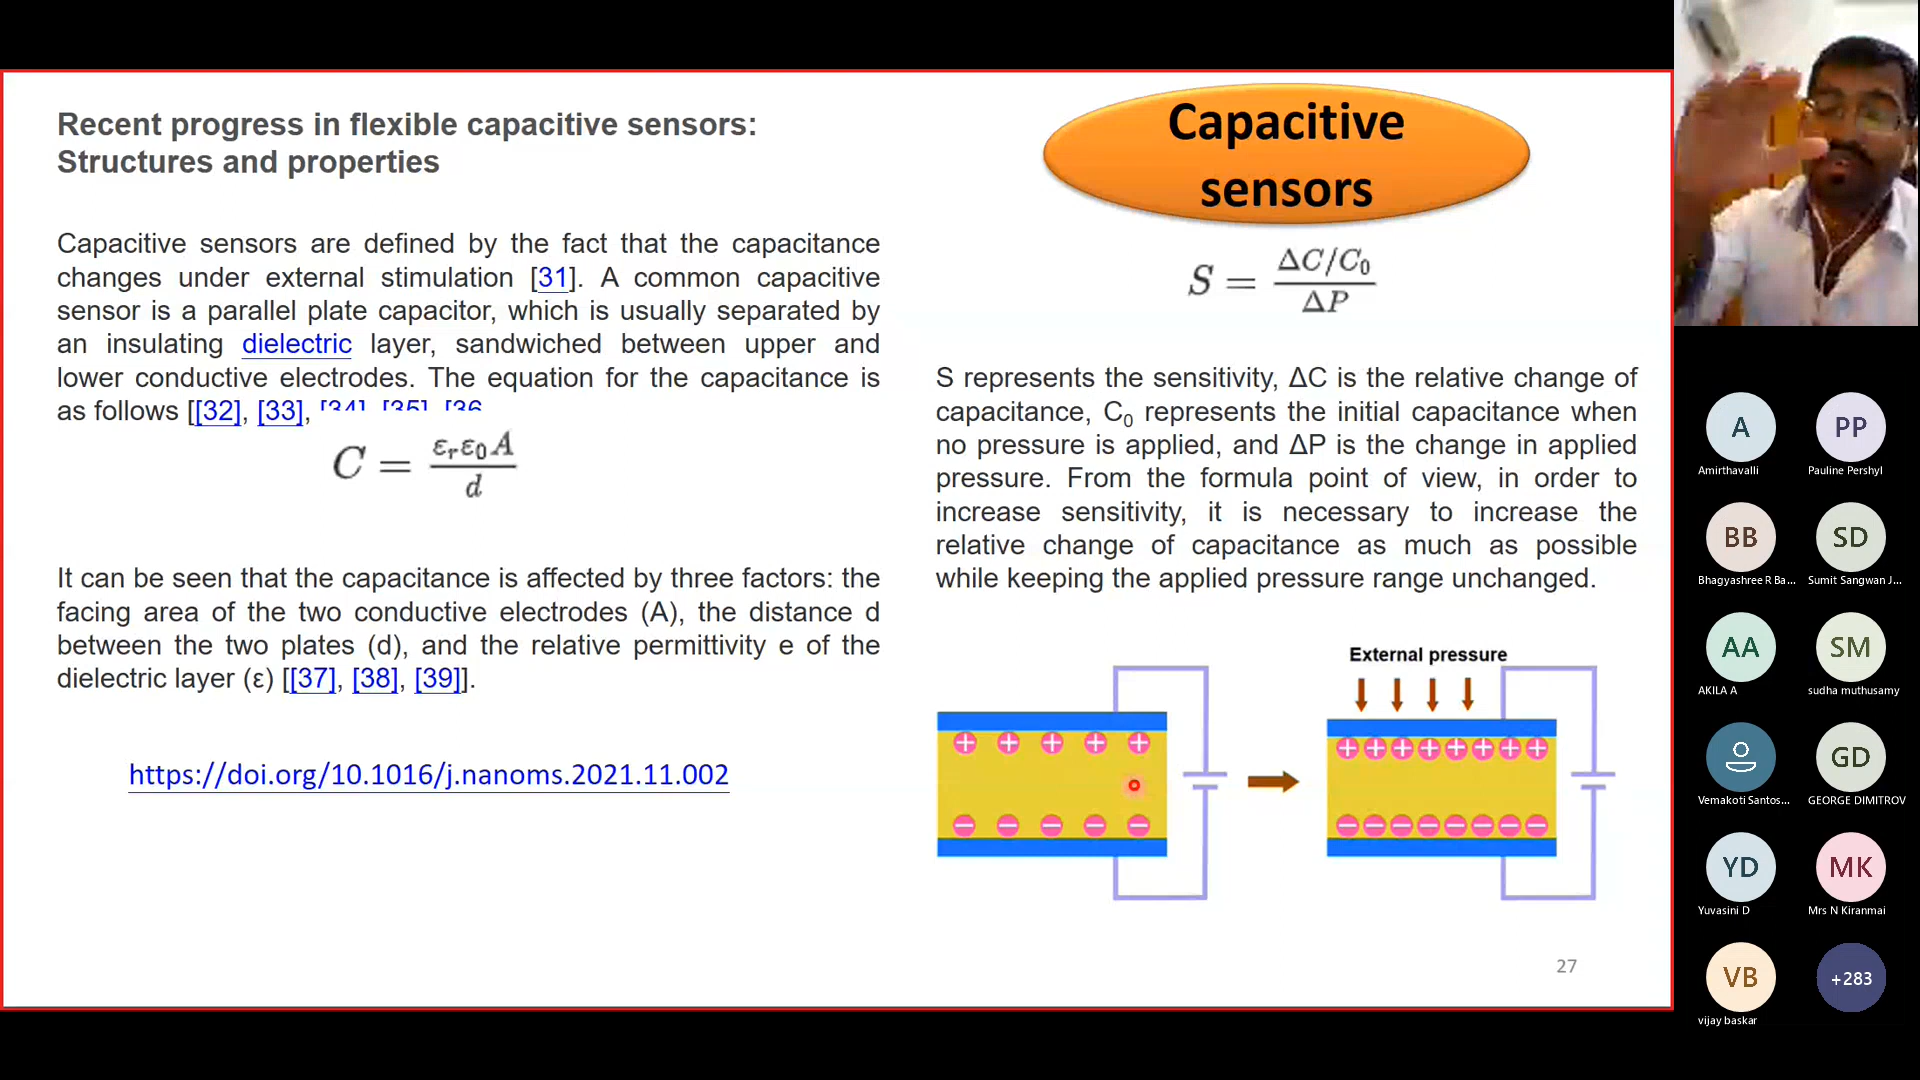 Recent progress in flexible capacitive sensors:
Structures and properties
Capacitive sensors are defined by the fact that the capacitance
changes under external stimulation [31]. A common capacitive
sensor is a parallel plate capacitor, which is usually separated by
an insulating dielectric layer, sandwiched between upper and
lower conductive electrodes. The equation for the capacitance is
as follows [[32], [33], [34], [35], [36
C = εrε0A / d
It can be seen that the capacitance is affected by three factors: the
facing area of the two conductive electrodes (A), the distance d
between the two plates (d), and the relative permittivity e of the
dielectric layer (ε) [[37], [38], [39]].
https://doi.org/10.1016/j.nanoms.2021.11.002
Capacitive
sensors
S = ΔC/C0 / ΔP
S represents the sensitivity, ΔC is the relative change of
capacitance, C0 represents the initial capacitance when
no pressure is applied, and ΔP is the change in applied
pressure. From the formula point of view, in order to
increase sensitivity, it is necessary to increase the
relative change of capacitance as much as possible
while keeping the applied pressure range unchanged.
External pressure
27
A
Amirthavalli
PP
Pauline Pershyl
BB
Bhagyashree R Ba...
SD
Sumit Sangwan J...
AA
AKILA A
SM
sudha muthusamy
Vemakoti Santos...
GD
GEORGE DIMITROV
YD
Yuvasini D
MK
Mrs N Kiranmai
VB
vijay baskar
+283